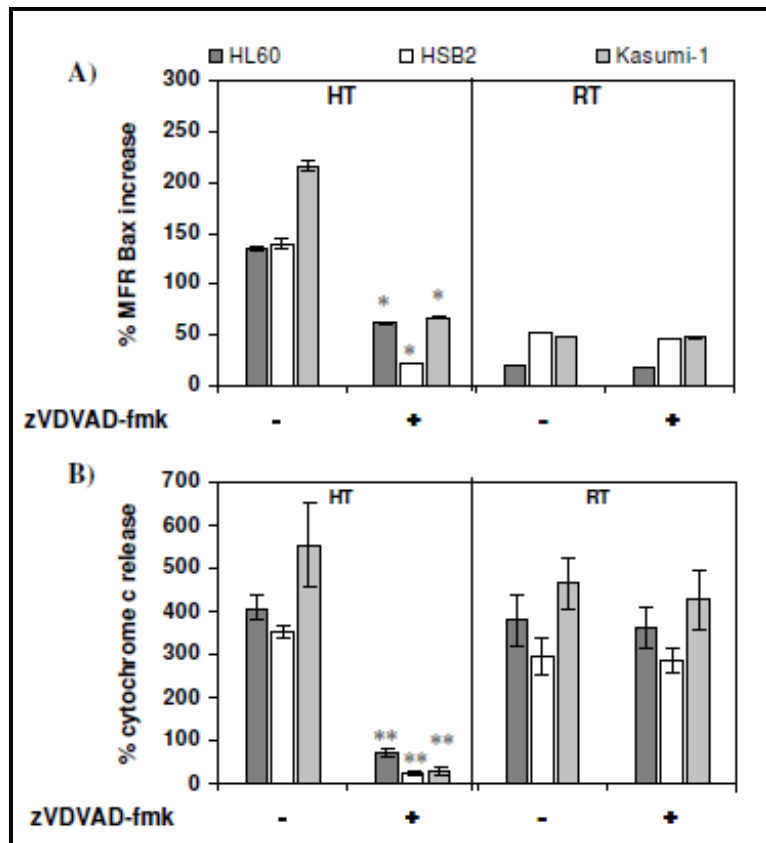 HL60 HSB2 Kasumi-1
A)
HT RT
% MFR Bax increase
300
250
200
150
100
50
0
* * *
zVDVAD-fmk - + - +
B)
HT RT
% cytochrome c release
700
600
500
400
300
200
100
0
** ** **
zVDVAD-fmk - + - +